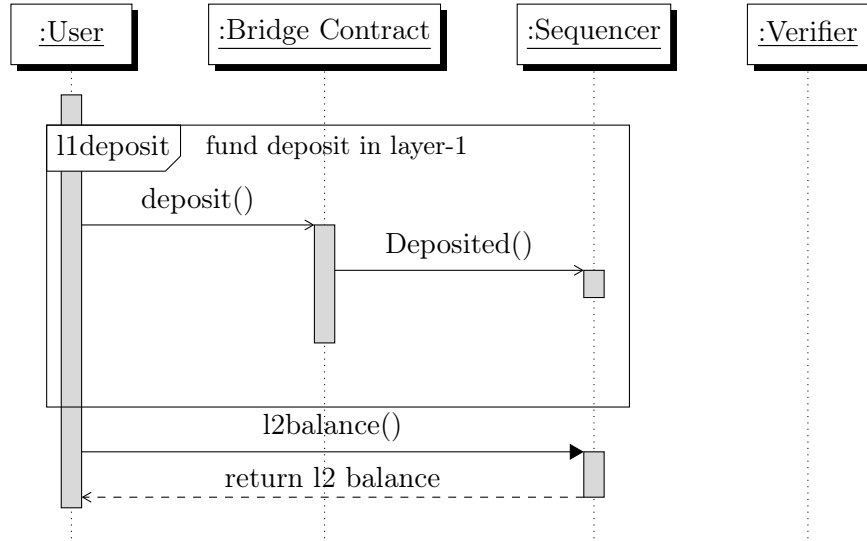 :User
:Bridge Contract
:Sequencer
:Verifier
l1deposit
fund deposit in layer-1
deposit()
Deposited()
l2balance()
return l2 balance